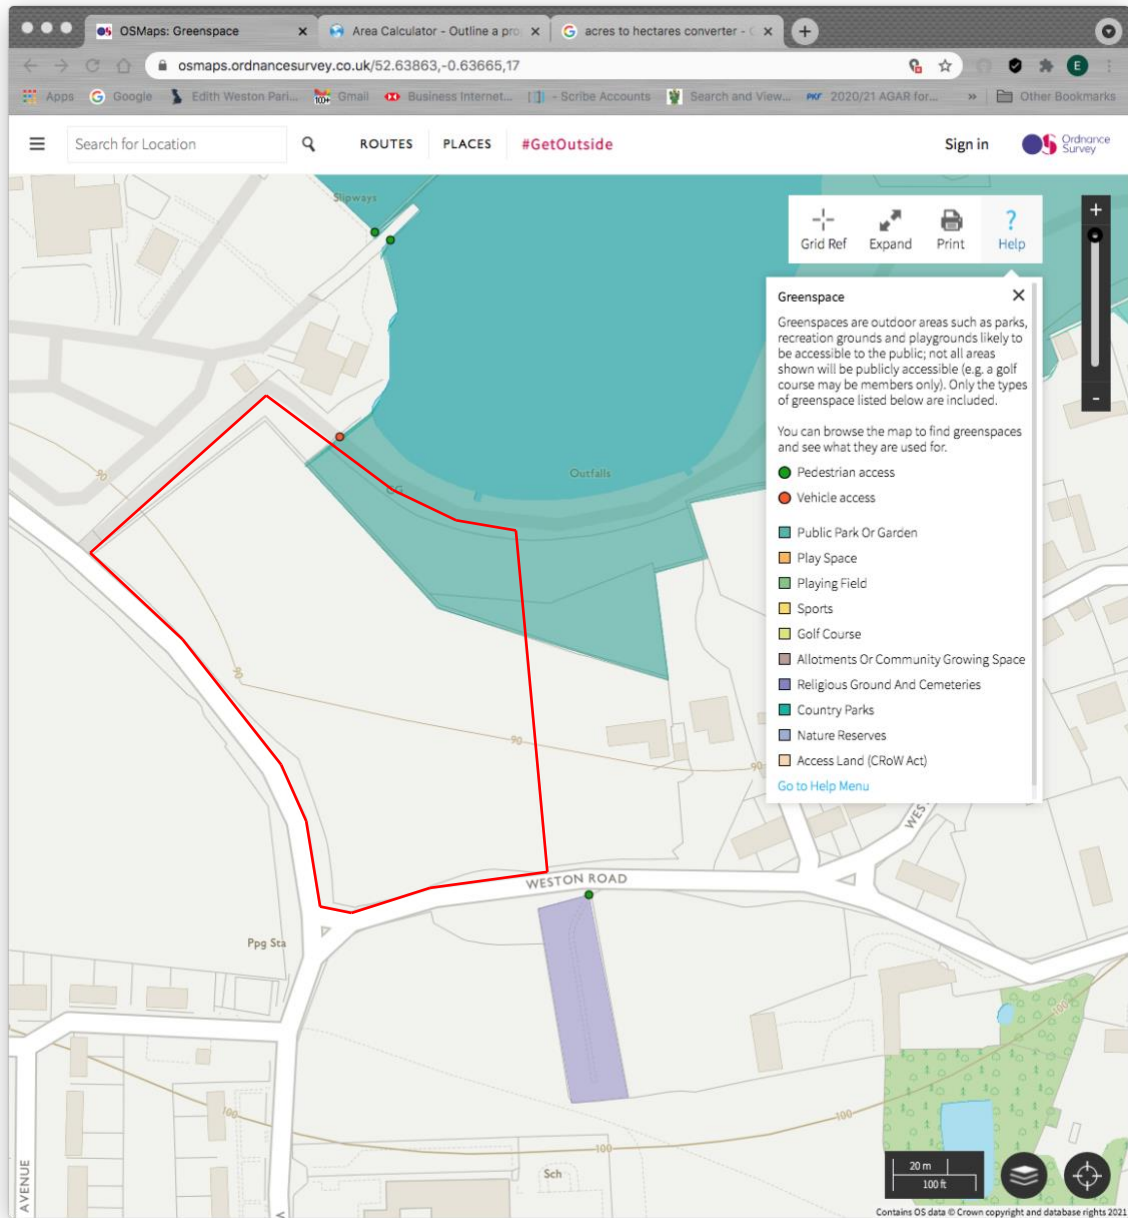 OSMaps: Greenspace
Area Calculator - Outline a pro
acres to hectares converter -
osmaps.ordnancesurvey.co.uk/52.63863,-0.63665,17
E
Apps
Google
Edith Weston Pari...
Gmail
Business Internet...
- Scribe Accounts
Search and View...
2020/21 AGAR for...
»
Other Bookmarks
Search for Location
ROUTES
PLACES
#GetOutside
Sign in
Ordnance
Survey
Slipways
Grid Ref
Expand
Print
?
Help
+
-
Greenspace
Greenspaces are outdoor areas such as parks,
recreation grounds and playgrounds likely to
be accessible to the public; not all areas
shown will be publicly accessible (e.g. a golf
course may be members only). Only the types
of greenspace listed below are included.
You can browse the map to find greenspaces
and see what they are used for.
Pedestrian access
Vehicle access
Public Park Or Garden
Play Space
Playing Field
Sports
Golf Course
Allotments Or Community Growing Space
Religious Ground And Cemeteries
Country Parks
Nature Reserves
Access Land (CRoW Act)
Go to Help Menu
90
Outfalls
CG
90
90
90
WES
WESTON ROAD
Ppg Sta
100
100
100
100
AVENUE
Sch
20 m
100 ft
Contains OS data © Crown copyright and database rights 2021